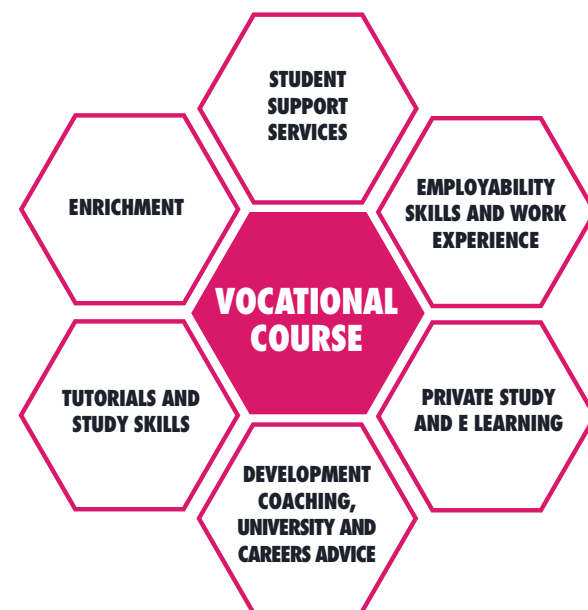 STUDENT
SUPPORT
SERVICES
EMPLOYABILITY
SKILLS AND WORK
EXPERIENCE
ENRICHMENT
VOCATIONAL
COURSE
TUTORIALS AND
STUDY SKILLS
PRIVATE STUDY
AND E LEARNING
DEVELOPMENT
COACHING,
UNIVERSITY AND
CAREERS ADVICE